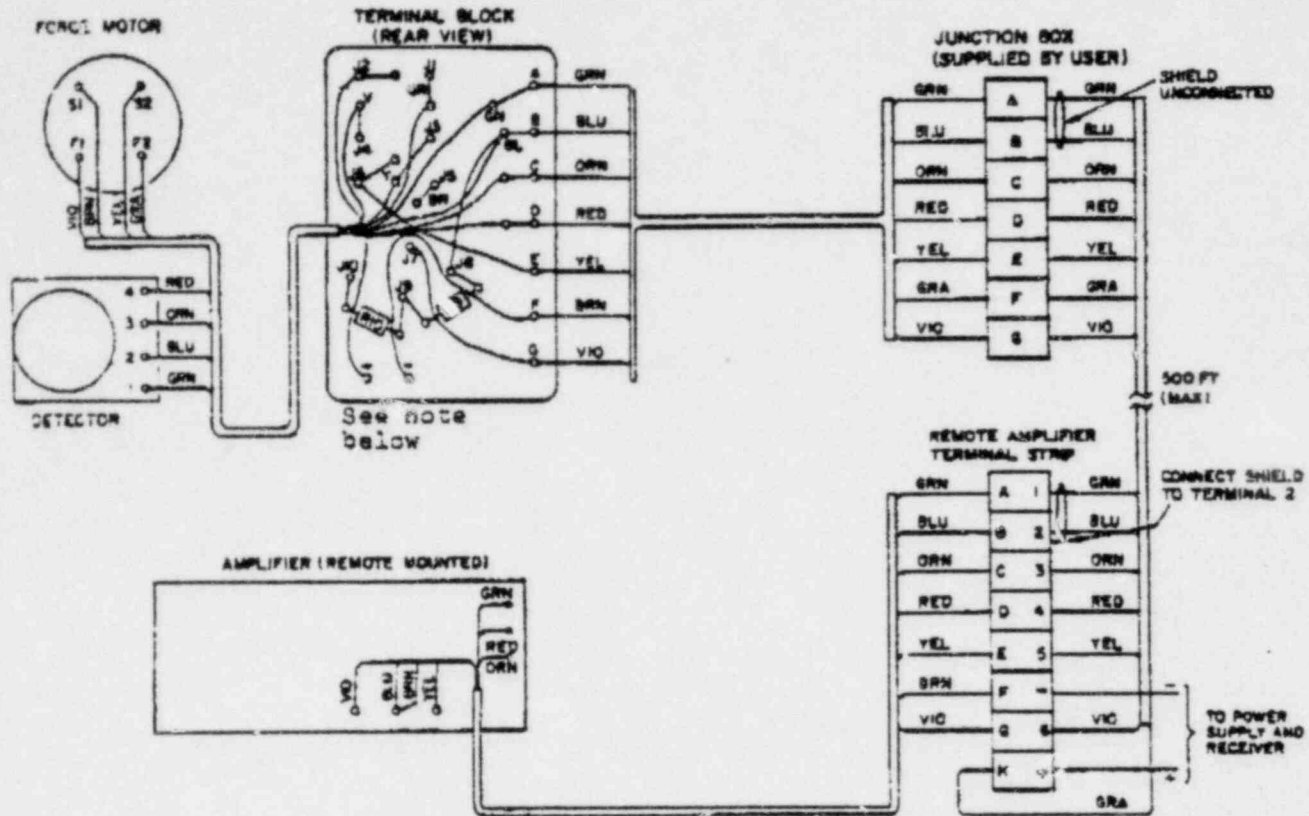 FORCE MOTOR
S1
S2
F1
F2
VIO
BRN
YEL
GRA
DETECTOR
4 RED
3 ORN
2 BLU
1 GRN
TERMINAL BLOCK
(REAR VIEW)
A GRN
B BLU
C ORN
D RED
E YEL
F BRN
G VIO
See note
below
JUNCTION BOX
(SUPPLIED BY USER)
SHIELD
UNCONNECTED
GRN A GRN
BLU B BLU
ORN C ORN
RED D RED
YEL E YEL
GRA F GRA
VIO G VIO
500 FT
(MAX)
REMOTE AMPLIFIER
TERMINAL STRIP
CONNECT SHIELD
TO TERMINAL 2
GRN A 1 GRN
BLU B 2 BLU
ORN C 3 ORN
RED D 4 RED
YEL E 5 YEL
BRN F -
VIO G 6 VIO
K
GRA
TO POWER
SUPPLY AND
RECEIVER
-
+
AMPLIFIER (REMOTE MOUNTED)
GRN
RED
ORN
VIO
BLU
BRN
YEL